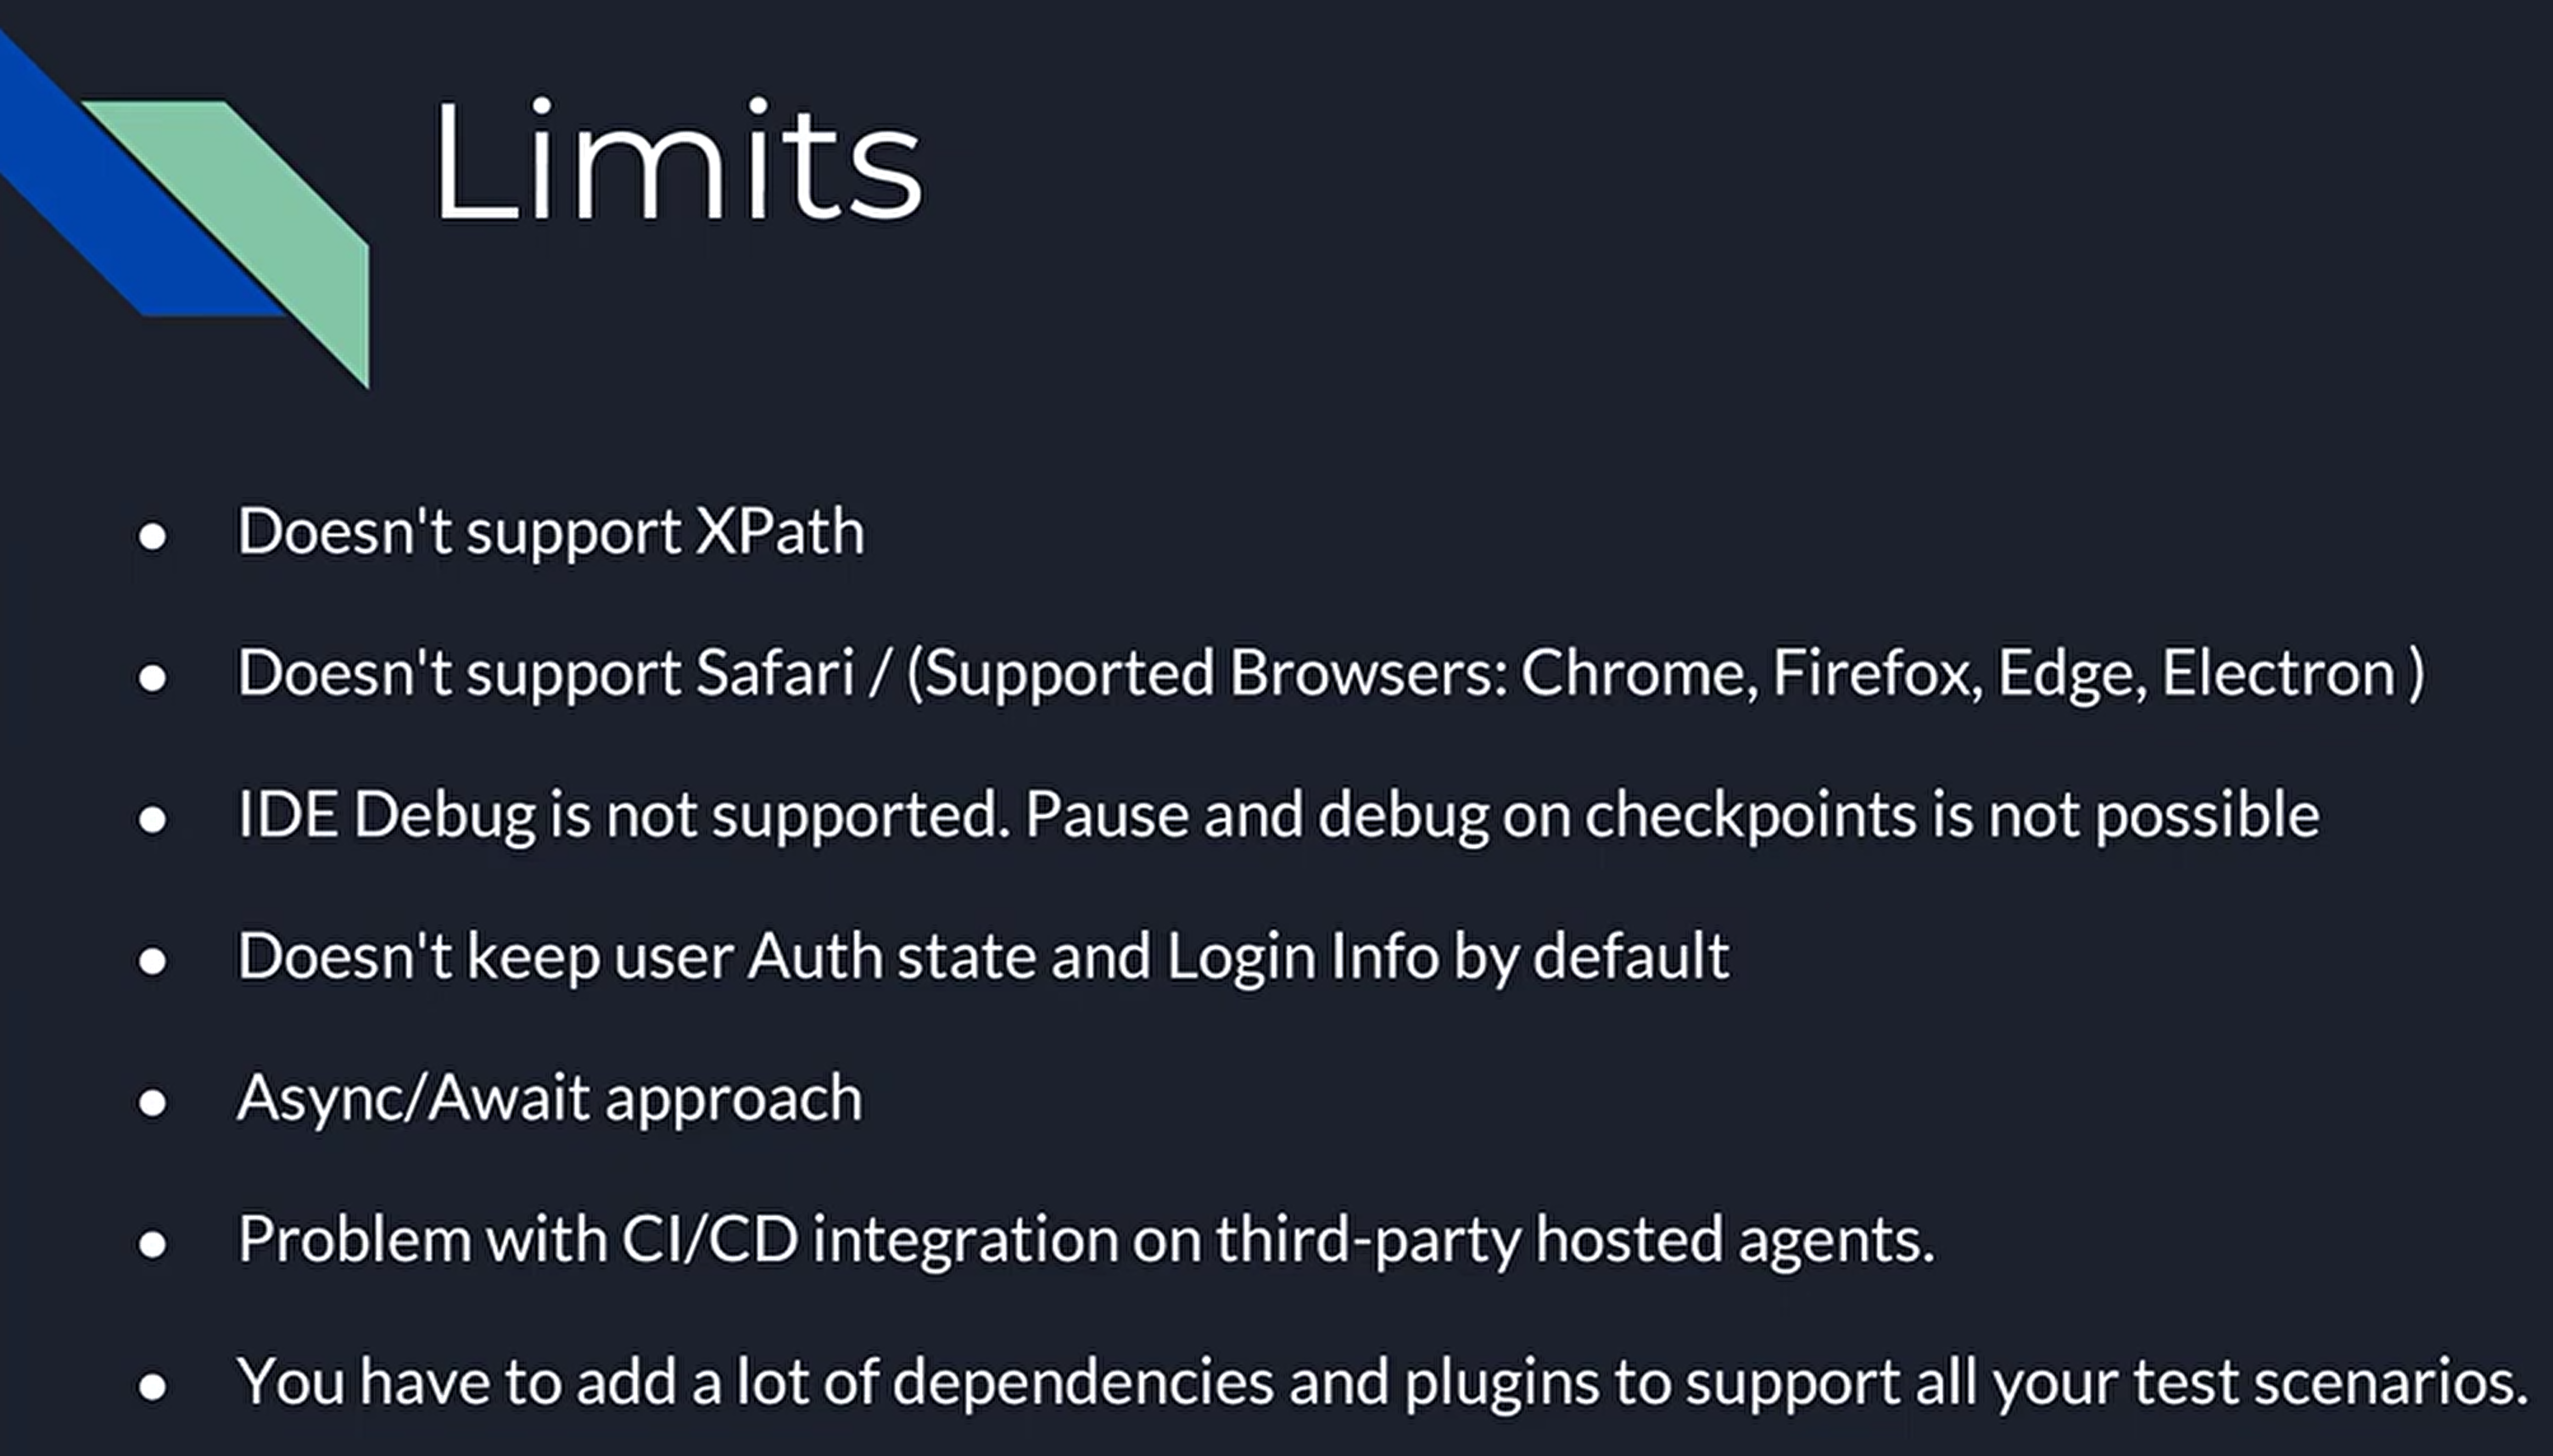 Limits
● Doesn't support XPath
● Doesn't support Safari / (Supported Browsers: Chrome, Firefox, Edge, Electron )
● IDE Debug is not supported. Pause and debug on checkpoints is not possible
● Doesn't keep user Auth state and Login Info by default
● Async/Await approach
● Problem with CI/CD integration on third-party hosted agents.
● You have to add a lot of dependencies and plugins to support all your test scenarios.